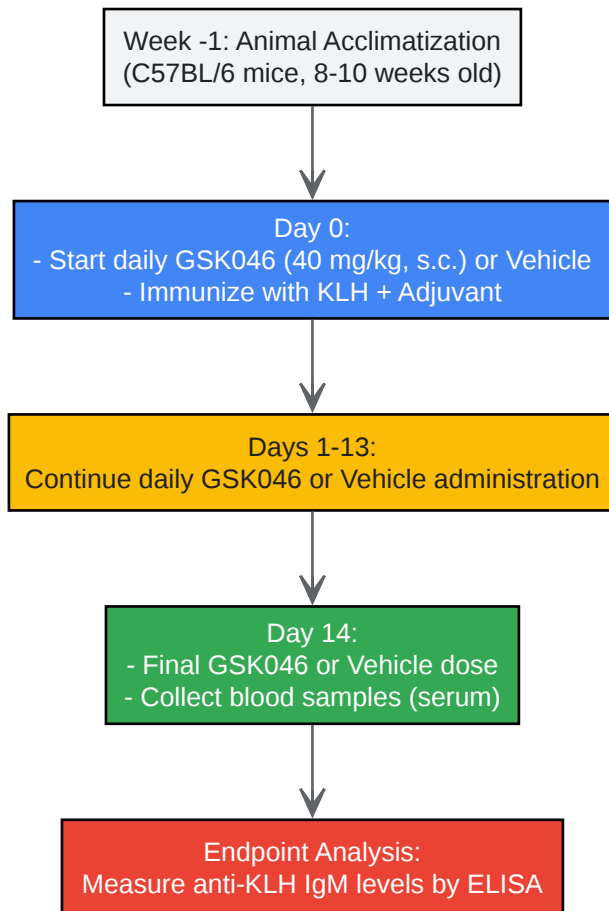 Week -1: Animal Acclimatization
(C57BL/6 mice, 8-10 weeks old)
Day 0:
- Start daily GSK046 (40 mg/kg, s.c.) or Vehicle
- Immunize with KLH + Adjuvant
Days 1-13:
Continue daily GSK046 or Vehicle administration
Day 14:
- Final GSK046 or Vehicle dose
- Collect blood samples (serum)
Endpoint Analysis:
Measure anti-KLH IgM levels by ELISA